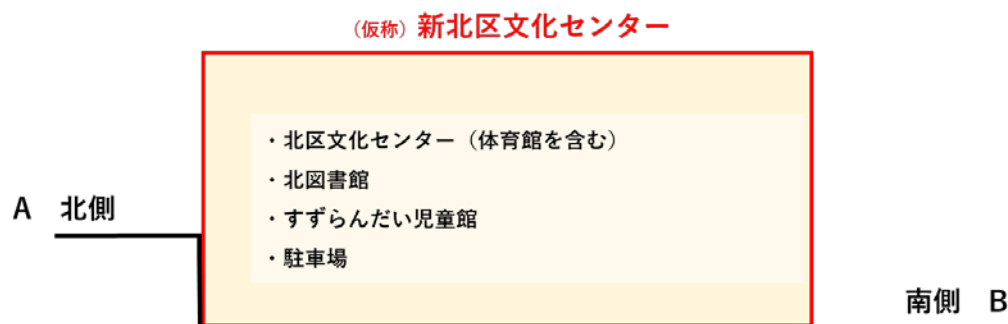 （仮称）新北区文化センター
・北区文化センター（体育館を含む）
・北図書館
・すずらんだい児童館
・駐車場
A　北側
南側　B